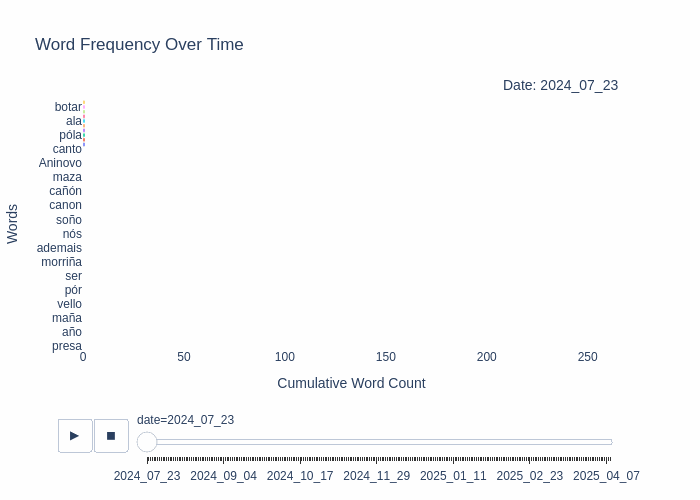 Word Frequency Over Time
Date: 2024_07_23
Words
botar
ala
póla
canto
Aninovo
maza
cañón
canon
soño
nós
ademais
morriña
ser
pór
vello
maña
año
presa
0 50 100 150 200 250
Cumulative Word Count
date=2024_07_23
2024_07_23 2024_09_04 2024_10_17 2024_11_29 2025_01_11 2025_02_23 2025_04_07